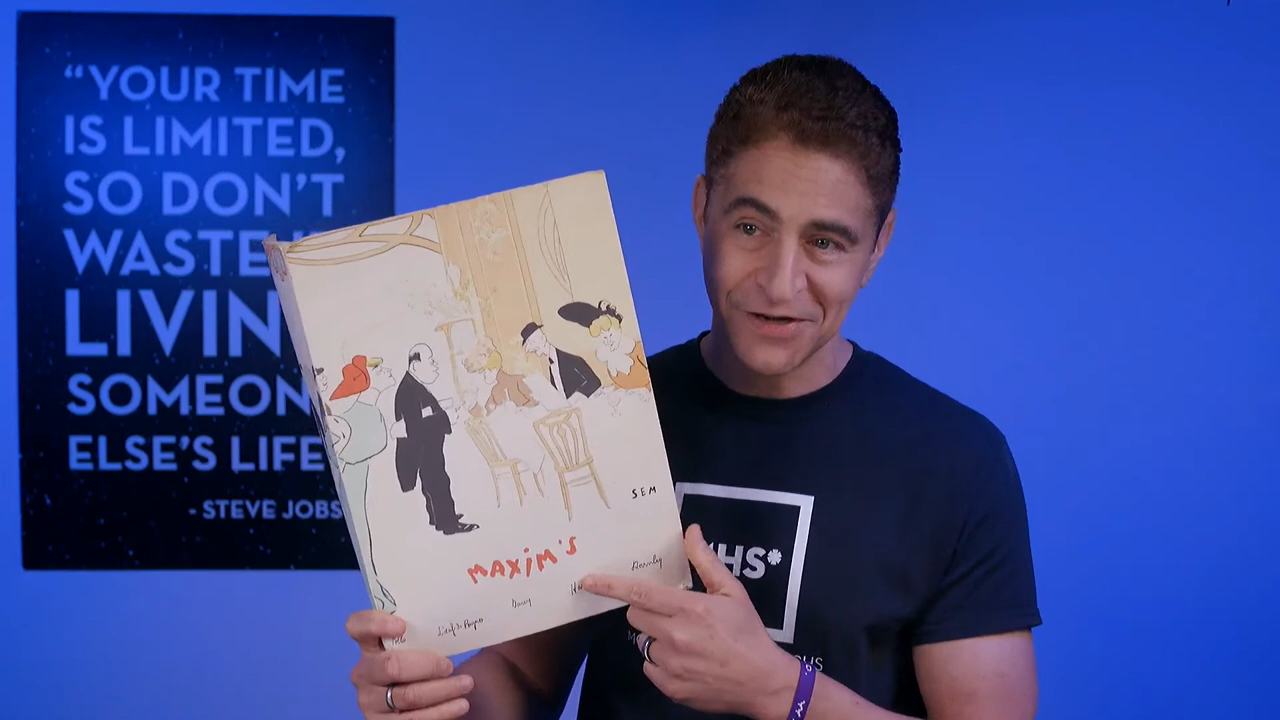 “YOUR TIME
IS LIMITED,
SO DON’T
WASTE
LIVIN
SOMEON
ELSE’S LIFE
- STEVE JOBS
SEM
MAXIM'S
HS*